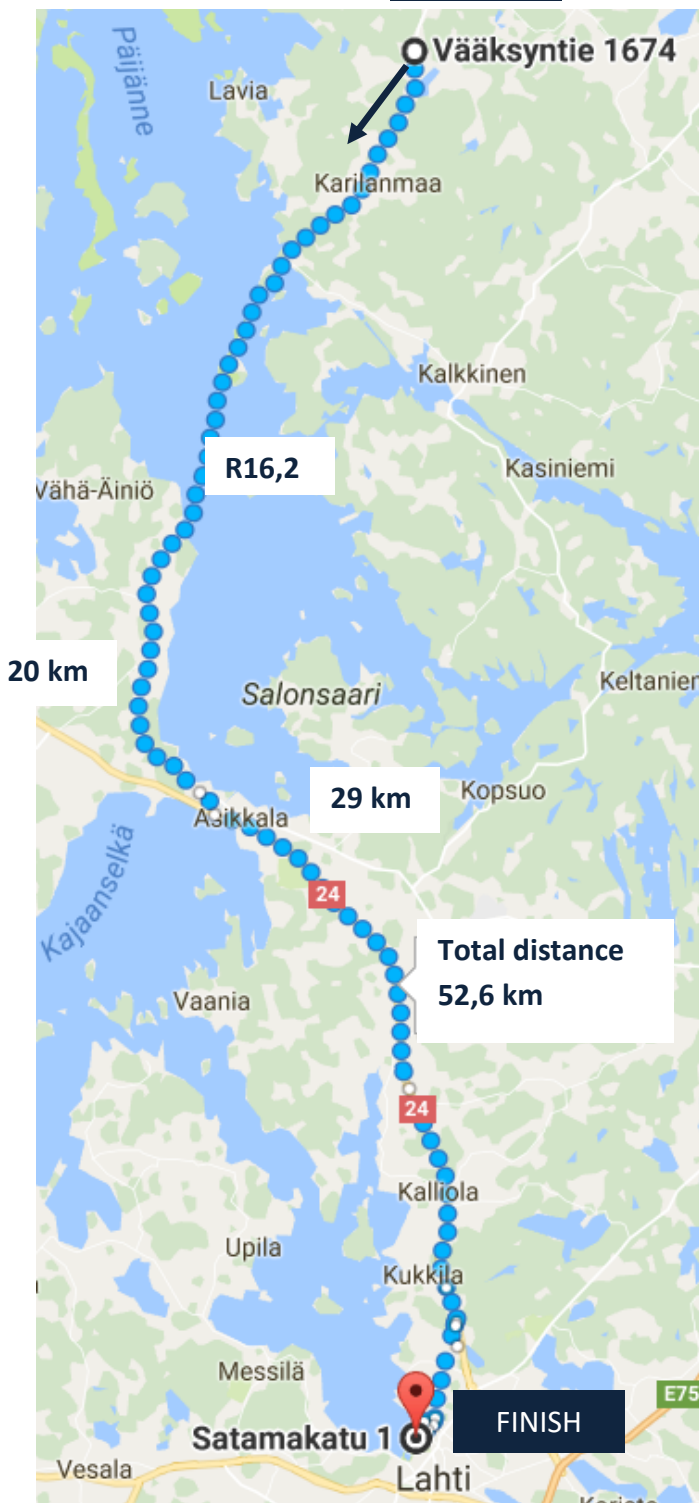 Vääksyntie 1674
Päijänne
Lavia
Karilanmaa
Kalkkinen
R16,2
Kasiniemi
Vähä-Äiniö
20 km
Salonsaari
Keltanier
29 km
Kopsuo
Asikkala
Kajaanselkä
24
Total distance
52,6 km
Vaania
24
Kalliola
Upila
Kukkila
Messilä
E75
FINISH
Satamakatu 1
Vesala
Lahti